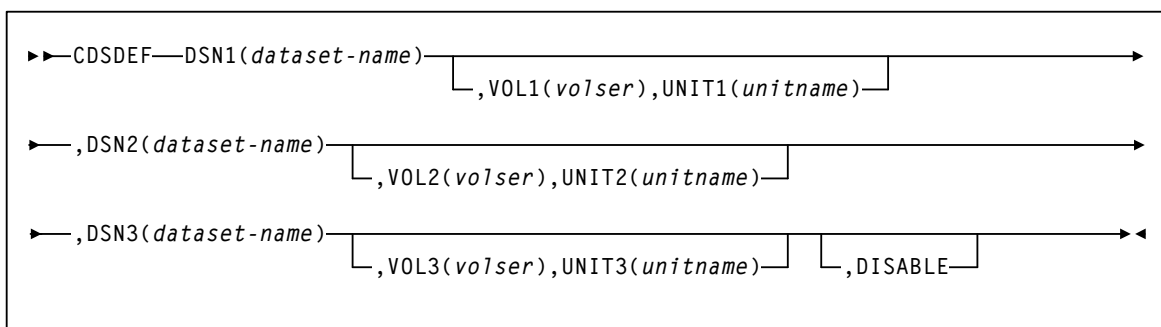 CDSDEF DSN1(dataset-name)
,VOL1(volser),UNIT1(unitname)
,DSN2(dataset-name)
,VOL2(volser),UNIT2(unitname)
,DSN3(dataset-name)
,VOL3(volser),UNIT3(unitname) ,DISABLE